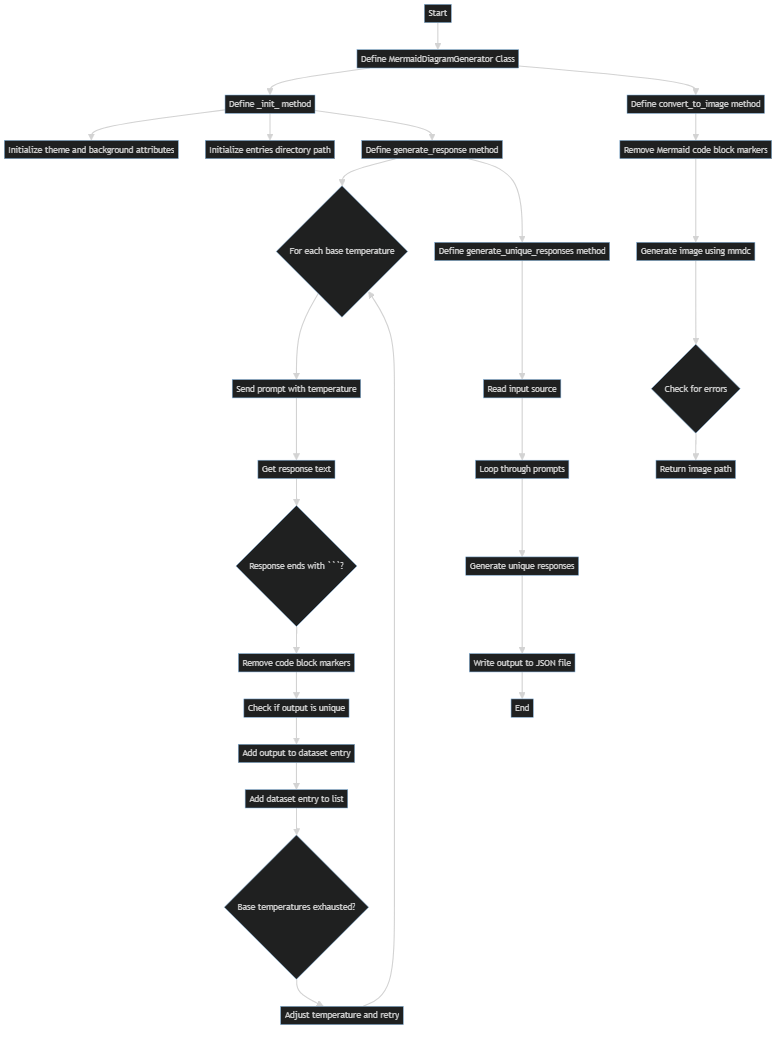 Start
Define MermaidDiagramGenerator Class
Define _init_ method
Define convert_to_image method
Initialize theme and background attributes
Initialize entries directory path
Define generate_response method
Remove Mermaid code block markers
For each base temperature
Define generate_unique_responses method
Generate image using mmdc
Send prompt with temperature
Read input source
Check for errors
Get response text
Loop through prompts
Return image path
Response ends with ```?
Generate unique responses
Remove code block markers
Write output to JSON file
Check if output is unique
End
Add output to dataset entry
Add dataset entry to list
Base temperatures exhausted?
Adjust temperature and retry